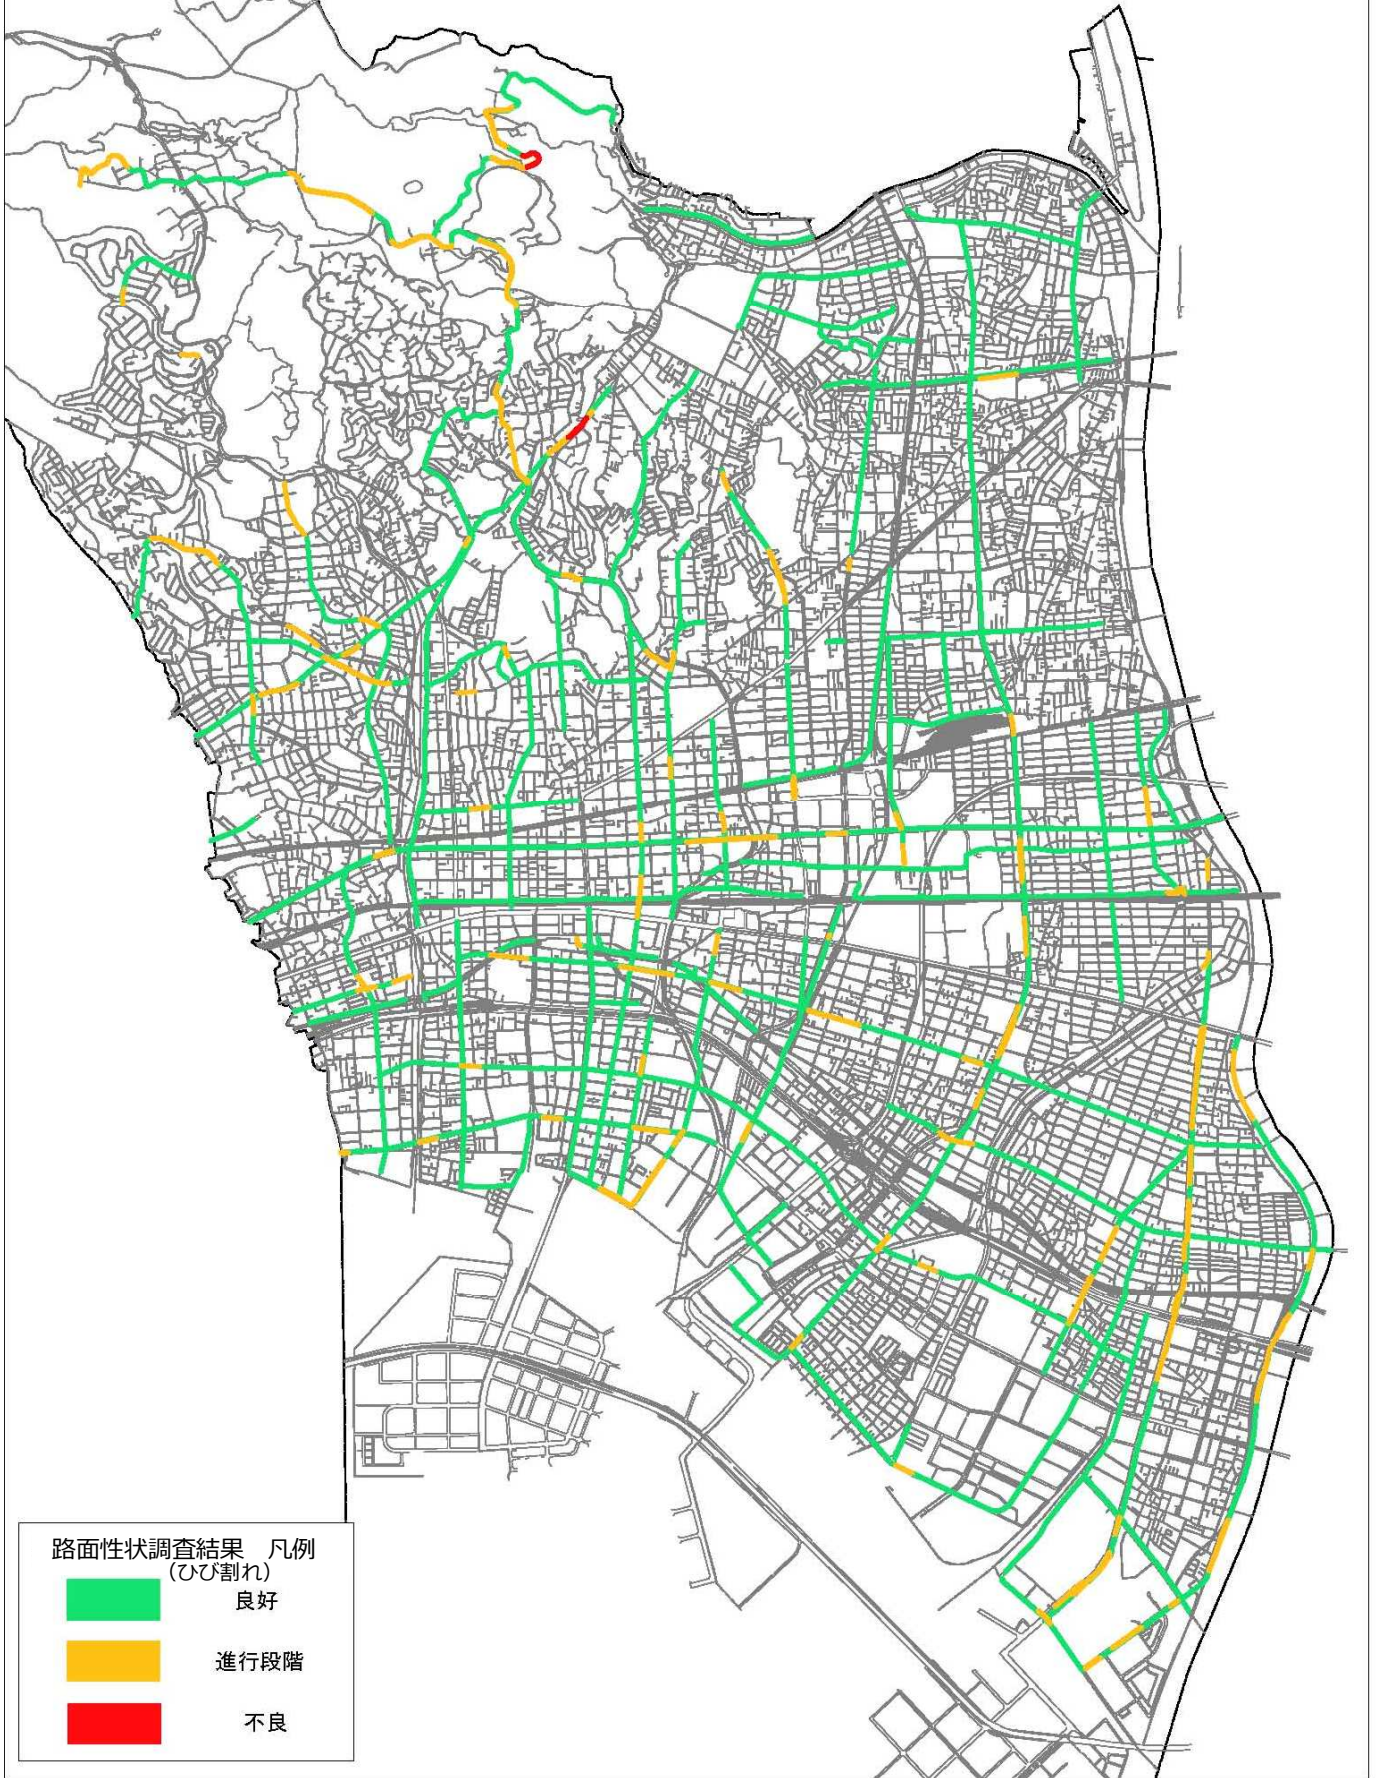 路面性状調査結果　凡例
(ひび割れ)
良好
進行段階
不良